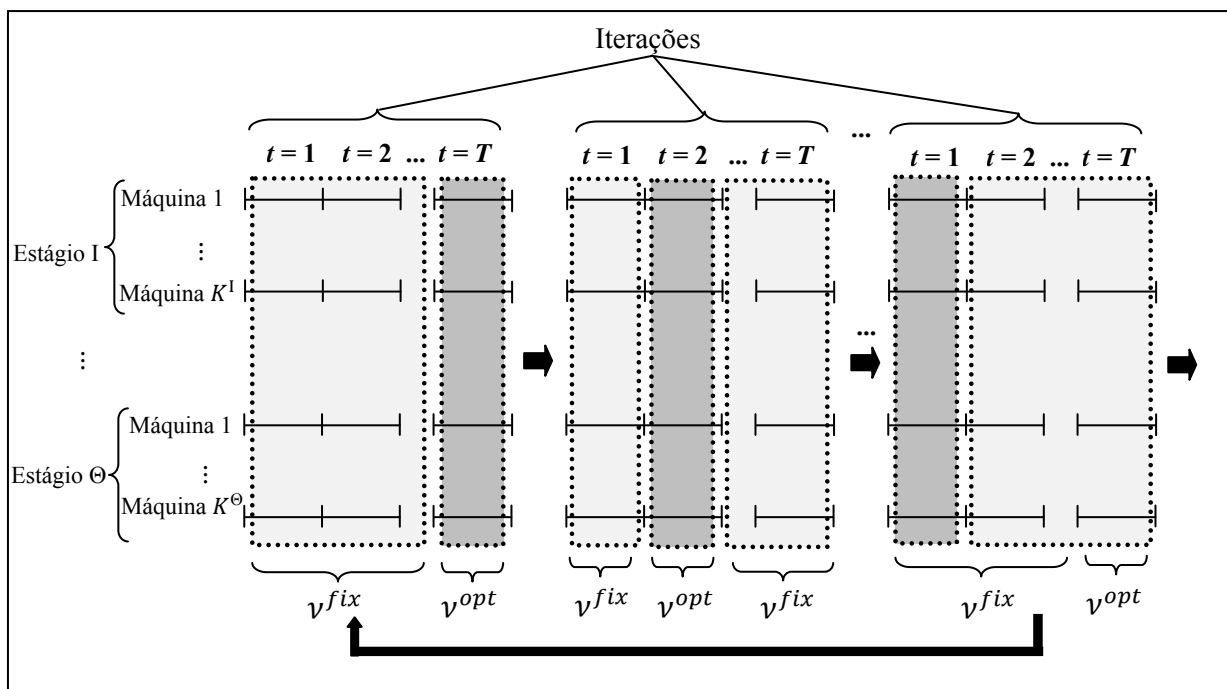 Iterações
t = 1 t = 2 ... t = T
t = 1 t = 2 ... t = T
...
t = 1 t = 2 ... t = T
Estágio I
Máquina 1
⋮
Máquina K^I
⋮
...
Estágio Θ
Máquina 1
⋮
Máquina K^Θ
ν^fix ν^opt
ν^fix ν^opt ν^fix
ν^fix ν^opt